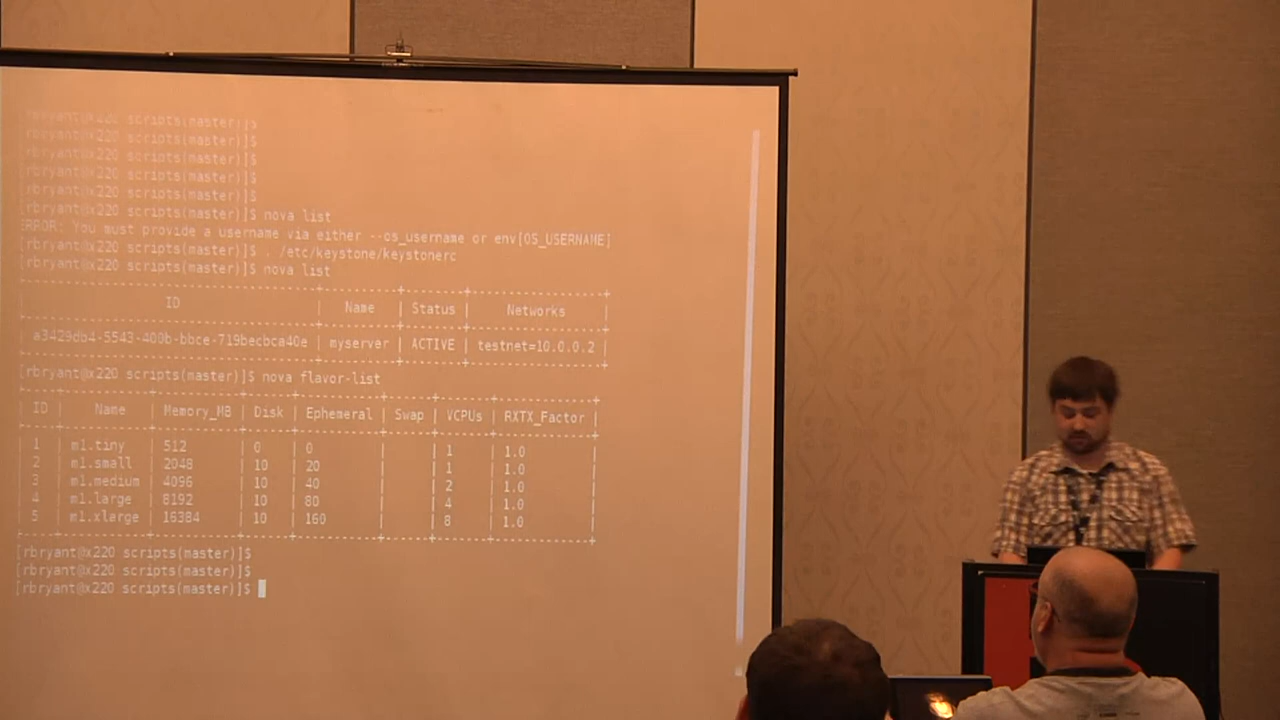 [rbryant@x220 scripts(master)]$
[rbryant@x220 scripts(master)]$
[rbryant@x220 scripts(master)]$
[rbryant@x220 scripts(master)]$
[rbryant@x220 scripts(master)]$
[rbryant@x220 scripts(master)]$ nova list
ERROR: You must provide a username via either --os_username or env[OS_USERNAME]
[rbryant@x220 scripts(master)]$ . /etc/keystone/keystonerc
[rbryant@x220 scripts(master)]$ nova list
| ID | Name | Status | Networks |
| a3429db4-5543-400b-bbce-719becbca40e | myserver | ACTIVE | testnet=10.0.0.2 |
[rbryant@x220 scripts(master)]$ nova flavor-list
| ID | Name | Memory_MB | Disk | Ephemeral | Swap | VCPUs | RXTX_Factor |
| 1 | m1.tiny | 512 | 0 | 0 | | 1 | 1.0 |
| 2 | m1.small | 2048 | 10 | 20 | | 1 | 1.0 |
| 3 | m1.medium | 4096 | 10 | 40 | | 2 | 1.0 |
| 4 | m1.large | 8192 | 10 | 80 | | 4 | 1.0 |
| 5 | m1.xlarge | 16384 | 10 | 160 | | 8 | 1.0 |
[rbryant@x220 scripts(master)]$
[rbryant@x220 scripts(master)]$
[rbryant@x220 scripts(master)]$